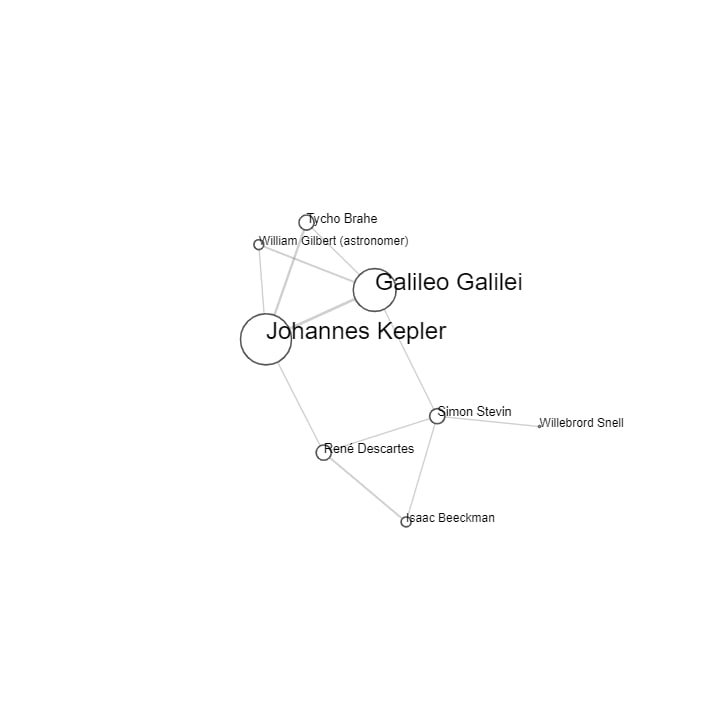 Tycho Brahe
William Gilbert (astronomer)
Galileo Galilei
Johannes Kepler
Simon Stevin
Willebrord Snell
René Descartes
Isaac Beeckman